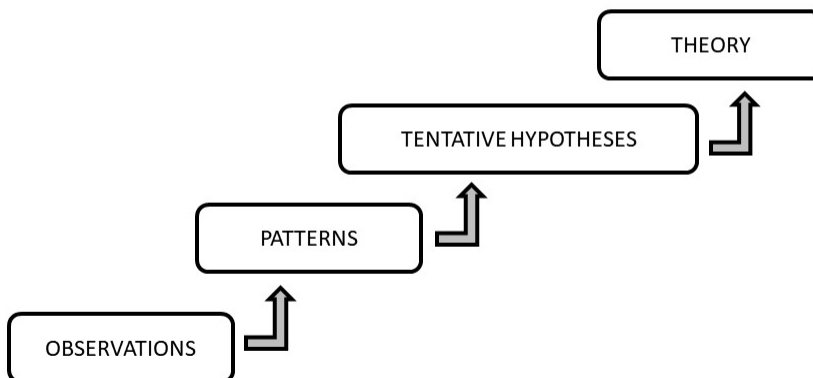 THEORY
TENTATIVE HYPOTHESES
PATTERNS
OBSERVATIONS